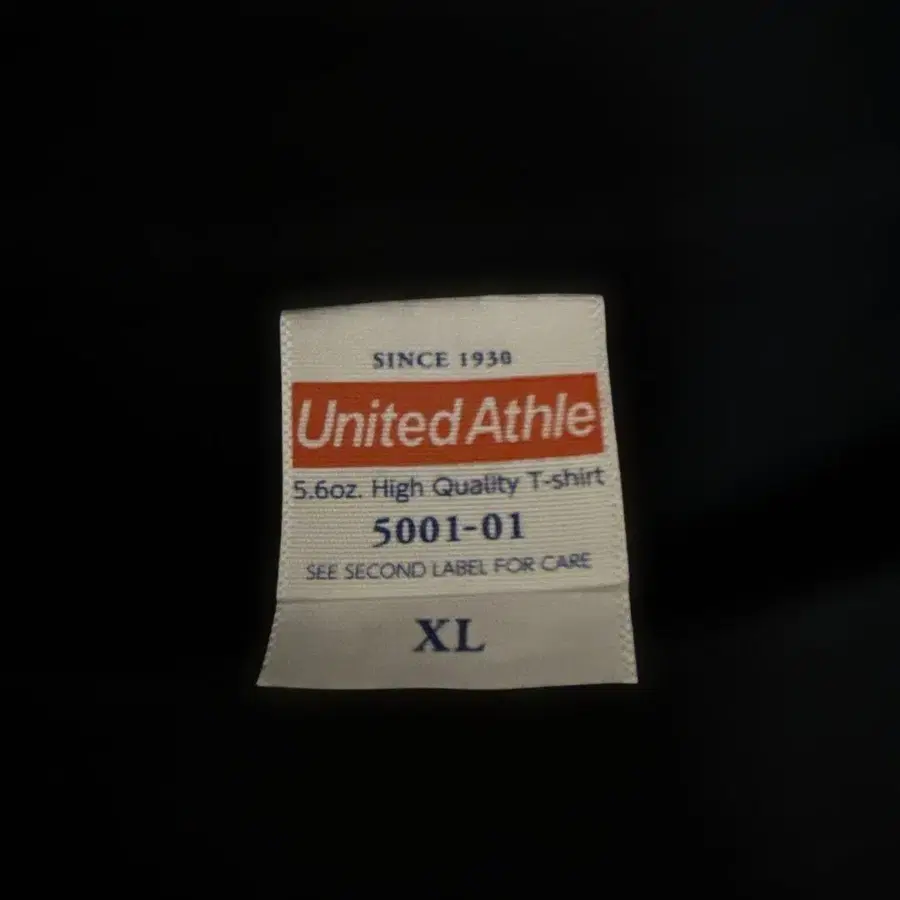 SINCE 1930
United Athle
5.6oz. High Quality T-shirt
5001-01
SEE SECOND LABEL FOR CARE
XL